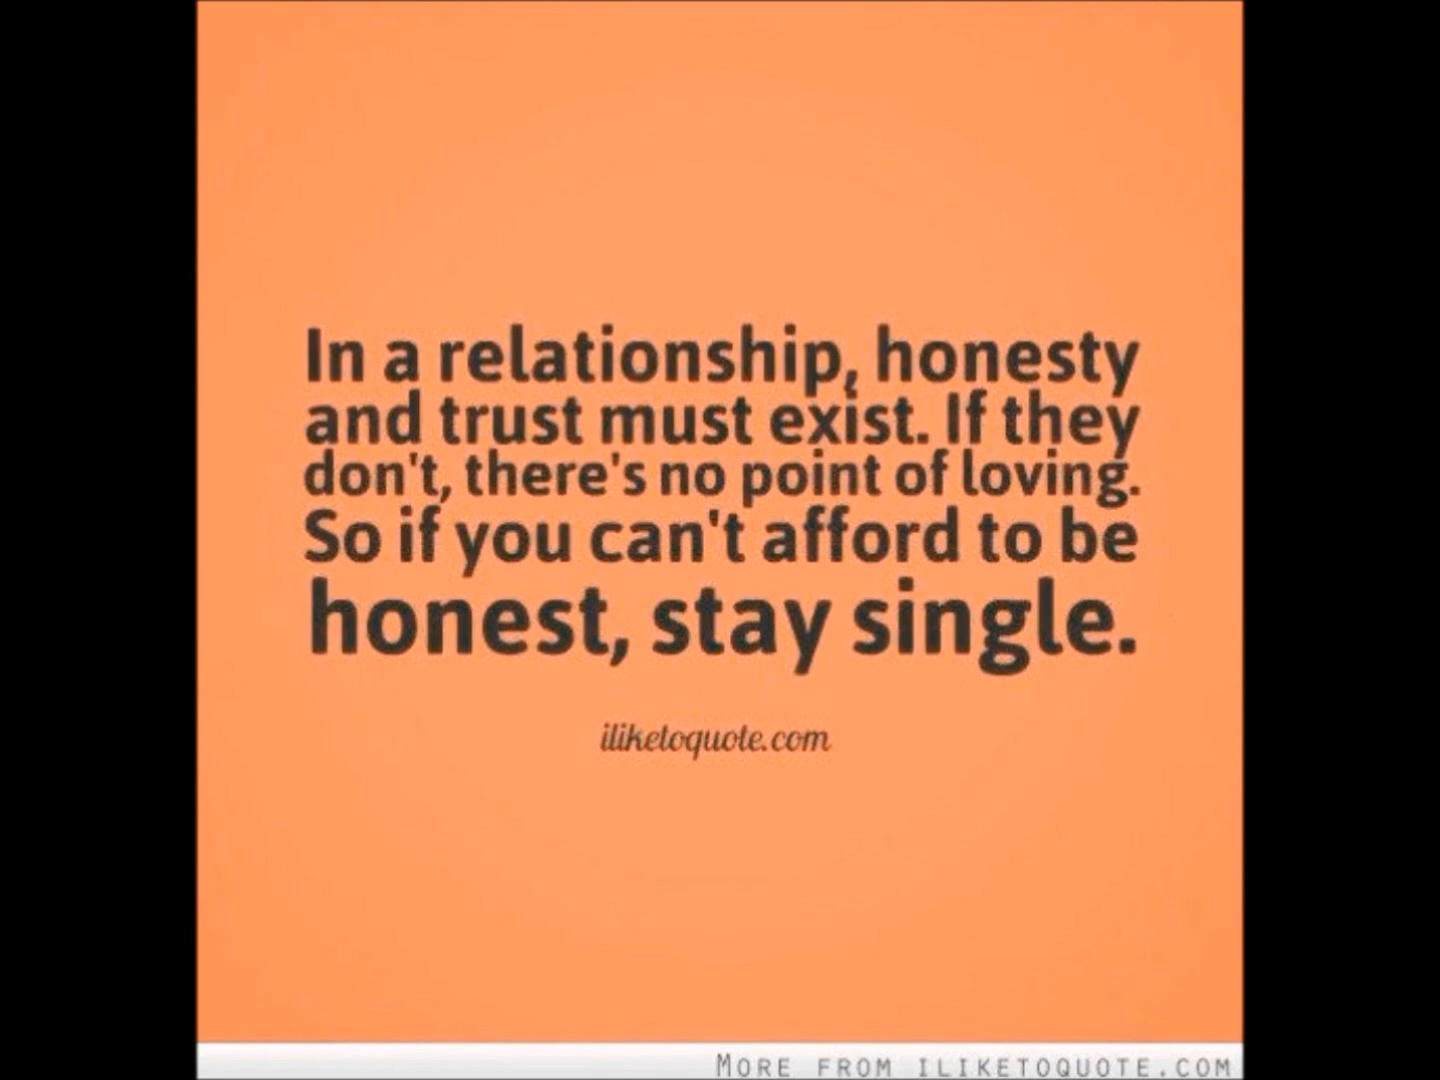 In a relationship, honesty
and trust must exist. If they
don't, there's no point of loving.
So if you can't afford to be
honest, stay single.
iliketoquote.com
MORE FROM ILIKETOQUOTE.COM